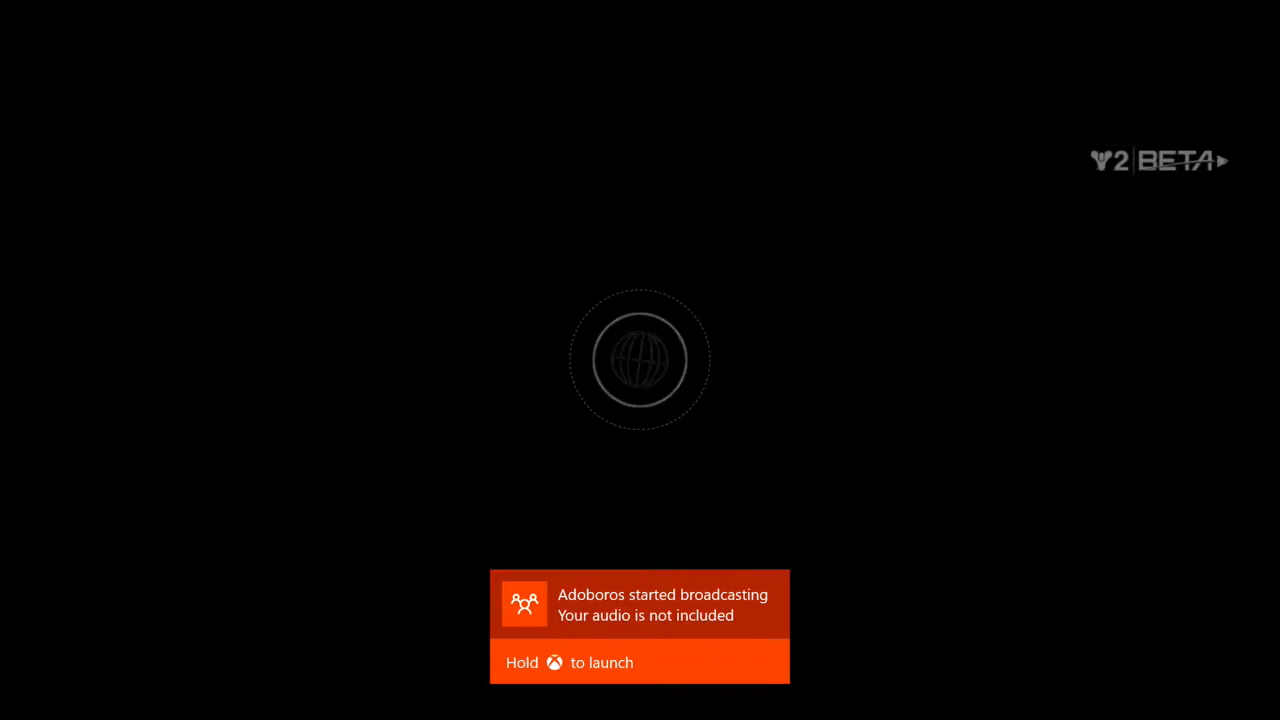 2 BETA
Adoboros started broadcasting
Your audio is not included
Hold to launch